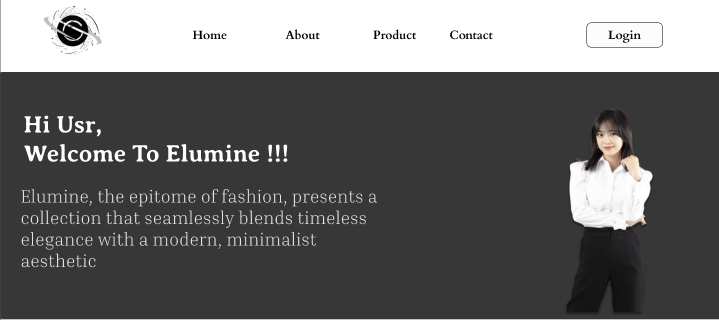 Home About Product Contact Login
Hi Usr,
Welcome To Elumine !!!
Elumine, the epitome of fashion, presents a
collection that seamlessly blends timeless
elegance with a modern, minimalist
aesthetic